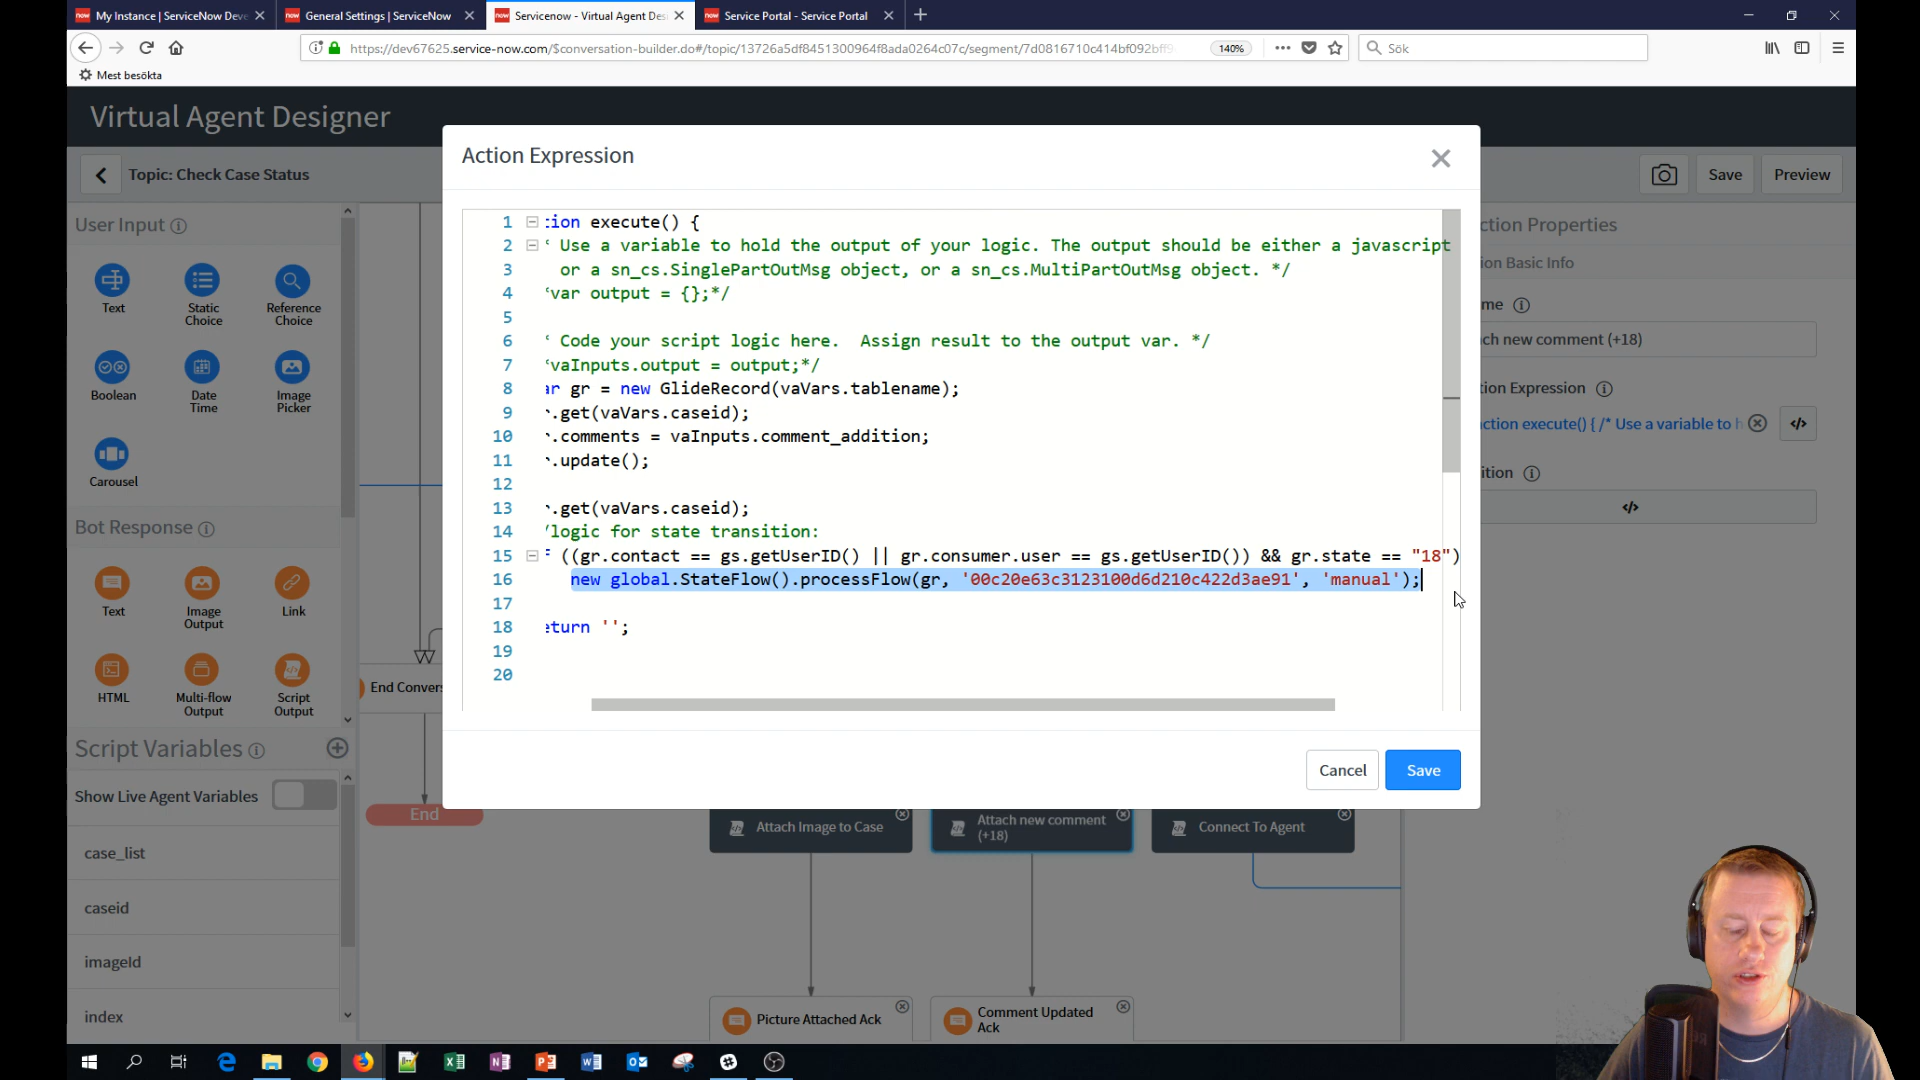 My Instance | ServiceNow Deve
General Settings | ServiceNow
Servicenow - Virtual Agent Des
Service Portal - Service Portal
https://dev67625.service-now.com/$conversation-builder.do#/topic/13726a5df8451300964f8ada0264c07c/segment/7d0816710c414bf092bff9
140%
Sök
Mest besökta
Virtual Agent Designer
Topic: Check Case Status
Save
Preview
Action Expression
1 tion execute() {
2 * Use a variable to hold the output of your logic. The output should be either a javascript
3 or a sn_cs.SinglePartOutMsg object, or a sn_cs.MultiPartOutMsg object. */
4 *var output = {};*/
5
6 * Code your script logic here.  Assign result to the output var. */
7 *vaInputs.output = output;*/
8 ar gr = new GlideRecord(vaVars.tablename);
9 r.get(vaVars.caseid);
10 r.comments = vaInputs.comment_addition;
11 r.update();
12
13 r.get(vaVars.caseid);
14 /logic for state transition:
15 f ((gr.contact == gs.getUserID() || gr.consumer.user == gs.getUserID()) && gr.state == "18")
16 new global.StateFlow().processFlow(gr, '00c20e63c3123100d6d210c422d3ae91', 'manual');
17
18 eturn '';
19
20
Cancel
Save
User Input
Text
Static Choice
Reference Choice
Boolean
Date Time
Image Picker
Carousel
Bot Response
Text
Image Output
Link
HTML
Multi-flow Output
Script Output
Script Variables
Show Live Agent Variables
case_list
caseid
imageId
index
End Convers
End
Attach Image to Case
Attach new comment (+18)
Connect To Agent
Picture Attached Ack
Comment Updated Ack
ction Properties
ion Basic Info
me
ch new comment (+18)
tion Expression
ction execute() { /* Use a variable to h
ition